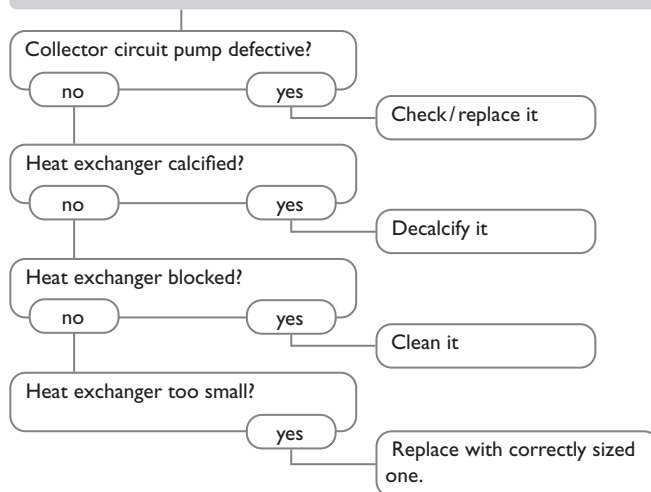 Collector circuit pump defective?
no
yes
Check / replace it
Heat exchanger calcified?
no
yes
Decalcify it
Heat exchanger blocked?
no
yes
Clean it
Heat exchanger too small?
yes
Replace with correctly sized
one.